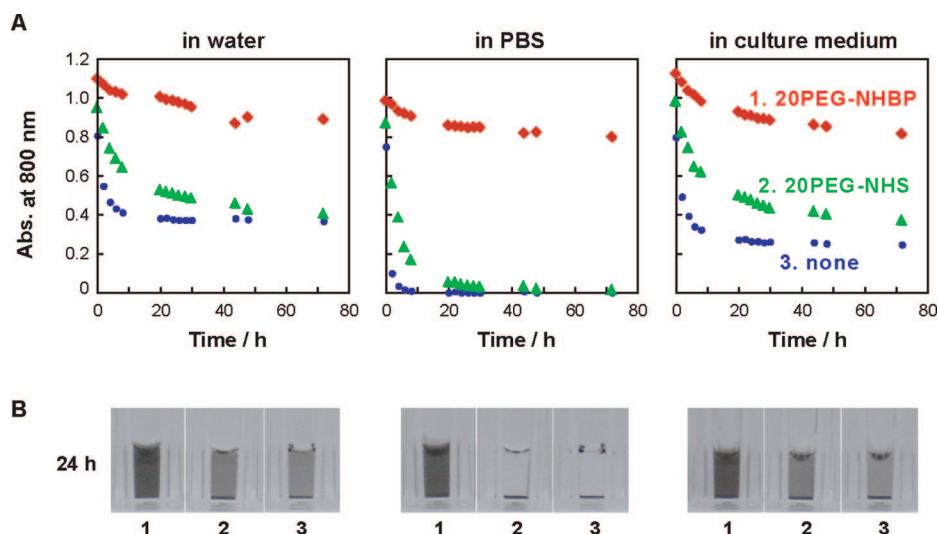 A
in water
in PBS
in culture medium
Abs. at 800 nm
1.2
1.0
0.8
0.6
0.4
0.2
0
0 20 40 60 80
0 20 40 60 80
0 20 40 60 80
1. 20PEG-NHBP
2. 20PEG-NHS
3. none
Time / h
Time / h
Time / h
B
24 h
1 2 3
1 2 3
1 2 3